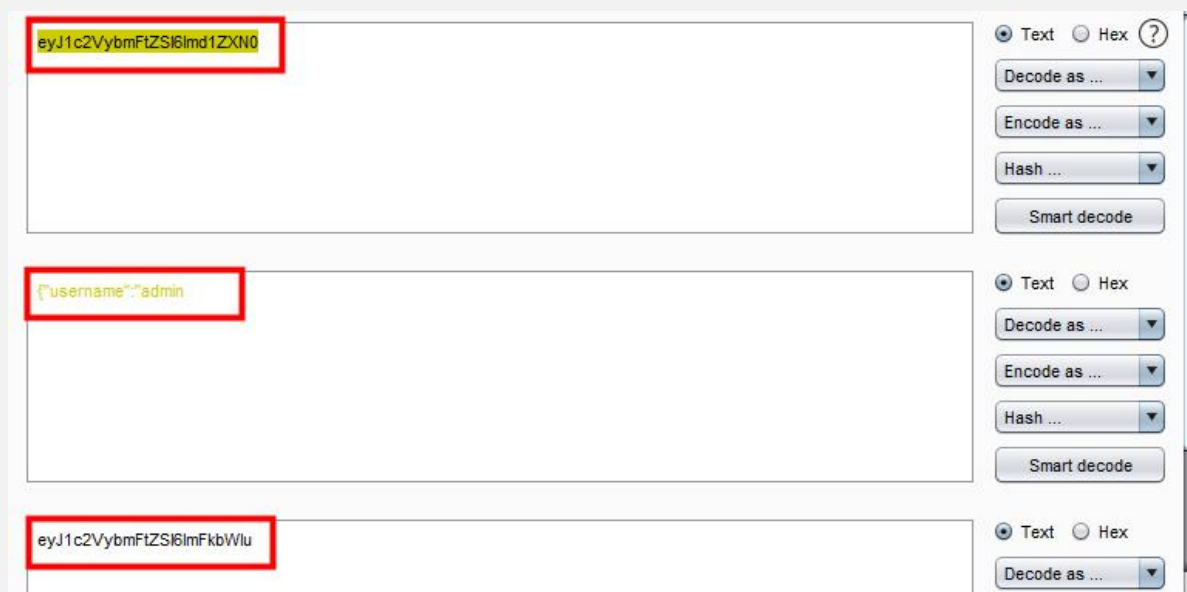 eyJ1c2VybmFtZSI6Imd1ZXN0
Text Hex ?
Decode as ...
Encode as ...
Hash ...
Smart decode
{"username":"admin
Text Hex
Decode as ...
Encode as ...
Hash ...
Smart decode
eyJ1c2VybmFtZSI6ImFkbWlu
Text Hex
Decode as ...